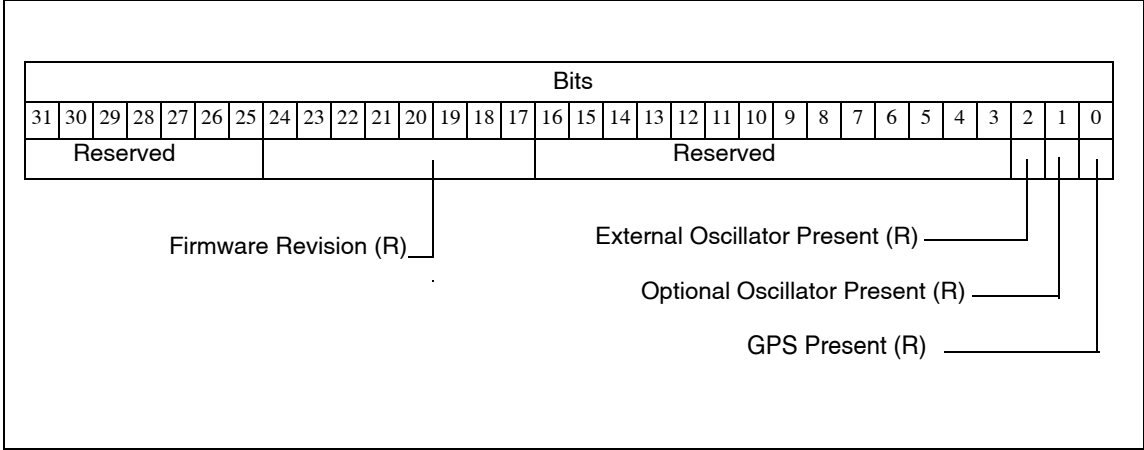 Bits
31 30 29 28 27 26 25 24 23 22 21 20 19 18 17 16 15 14 13 12 11 10 9 8 7 6 5 4 3 2 1 0
Reserved Reserved
External Oscillator Present (R)
Firmware Revision (R)
Optional Oscillator Present (R)
GPS Present (R)